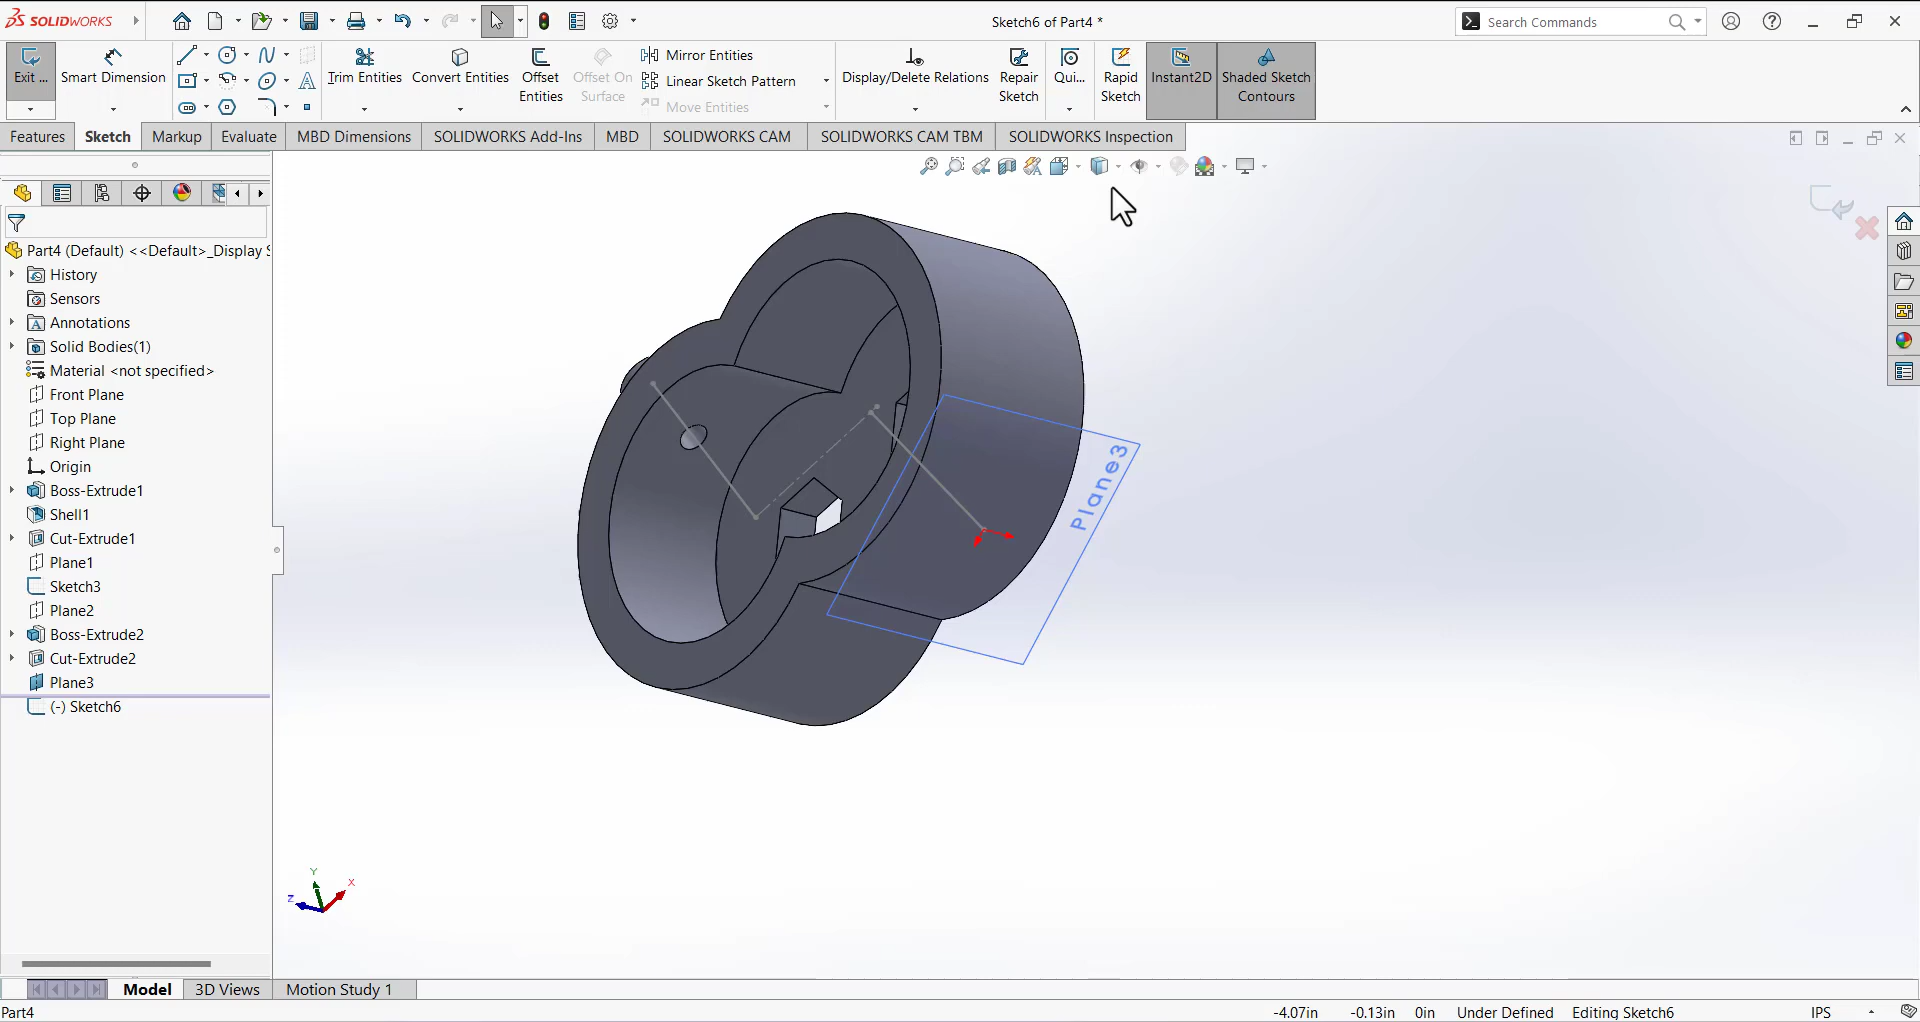 SOLIDWORKS
Sketch6 of Part4 *
Search Commands
Exit ...
Smart Dimension
Trim Entities
Convert Entities
Offset
Entities
Offset On
Surface
Mirror Entities
Linear Sketch Pattern
Move Entities
Display/Delete Relations
Repair
Sketch
Qui...
Rapid
Sketch
Instant2D
Shaded Sketch
Contours
Features
Sketch
Markup
Evaluate
MBD Dimensions
SOLIDWORKS Add-Ins
MBD
SOLIDWORKS CAM
SOLIDWORKS CAM TBM
SOLIDWORKS Inspection
Part4 (Default) <<Default>_Display S
History
Sensors
Annotations
Solid Bodies(1)
Material <not specified>
Front Plane
Top Plane
Right Plane
Origin
Boss-Extrude1
Shell1
Cut-Extrude1
Plane1
Sketch3
Plane2
Boss-Extrude2
Cut-Extrude2
Plane3
(-) Sketch6
Plane3
Y
X
Z
Model
3D Views
Motion Study 1
Part4
-4.07in
-0.13in
0in
Under Defined
Editing Sketch6
IPS